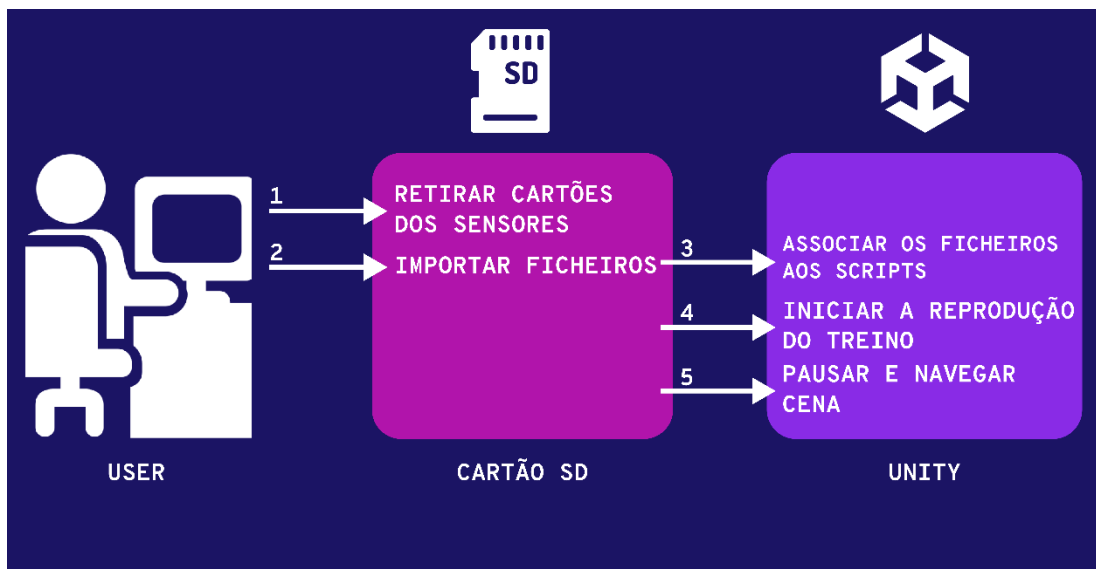 SD
1
RETIRAR CARTÕES
DOS SENSORES
2
IMPORTAR FICHEIROS
3
ASSOCIAR OS FICHEIROS
AOS SCRIPTS
4
INICIAR A REPRODUÇÃO
DO TREINO
5
PAUSAR E NAVEGAR
CENA
USER
CARTÃO SD
UNITY